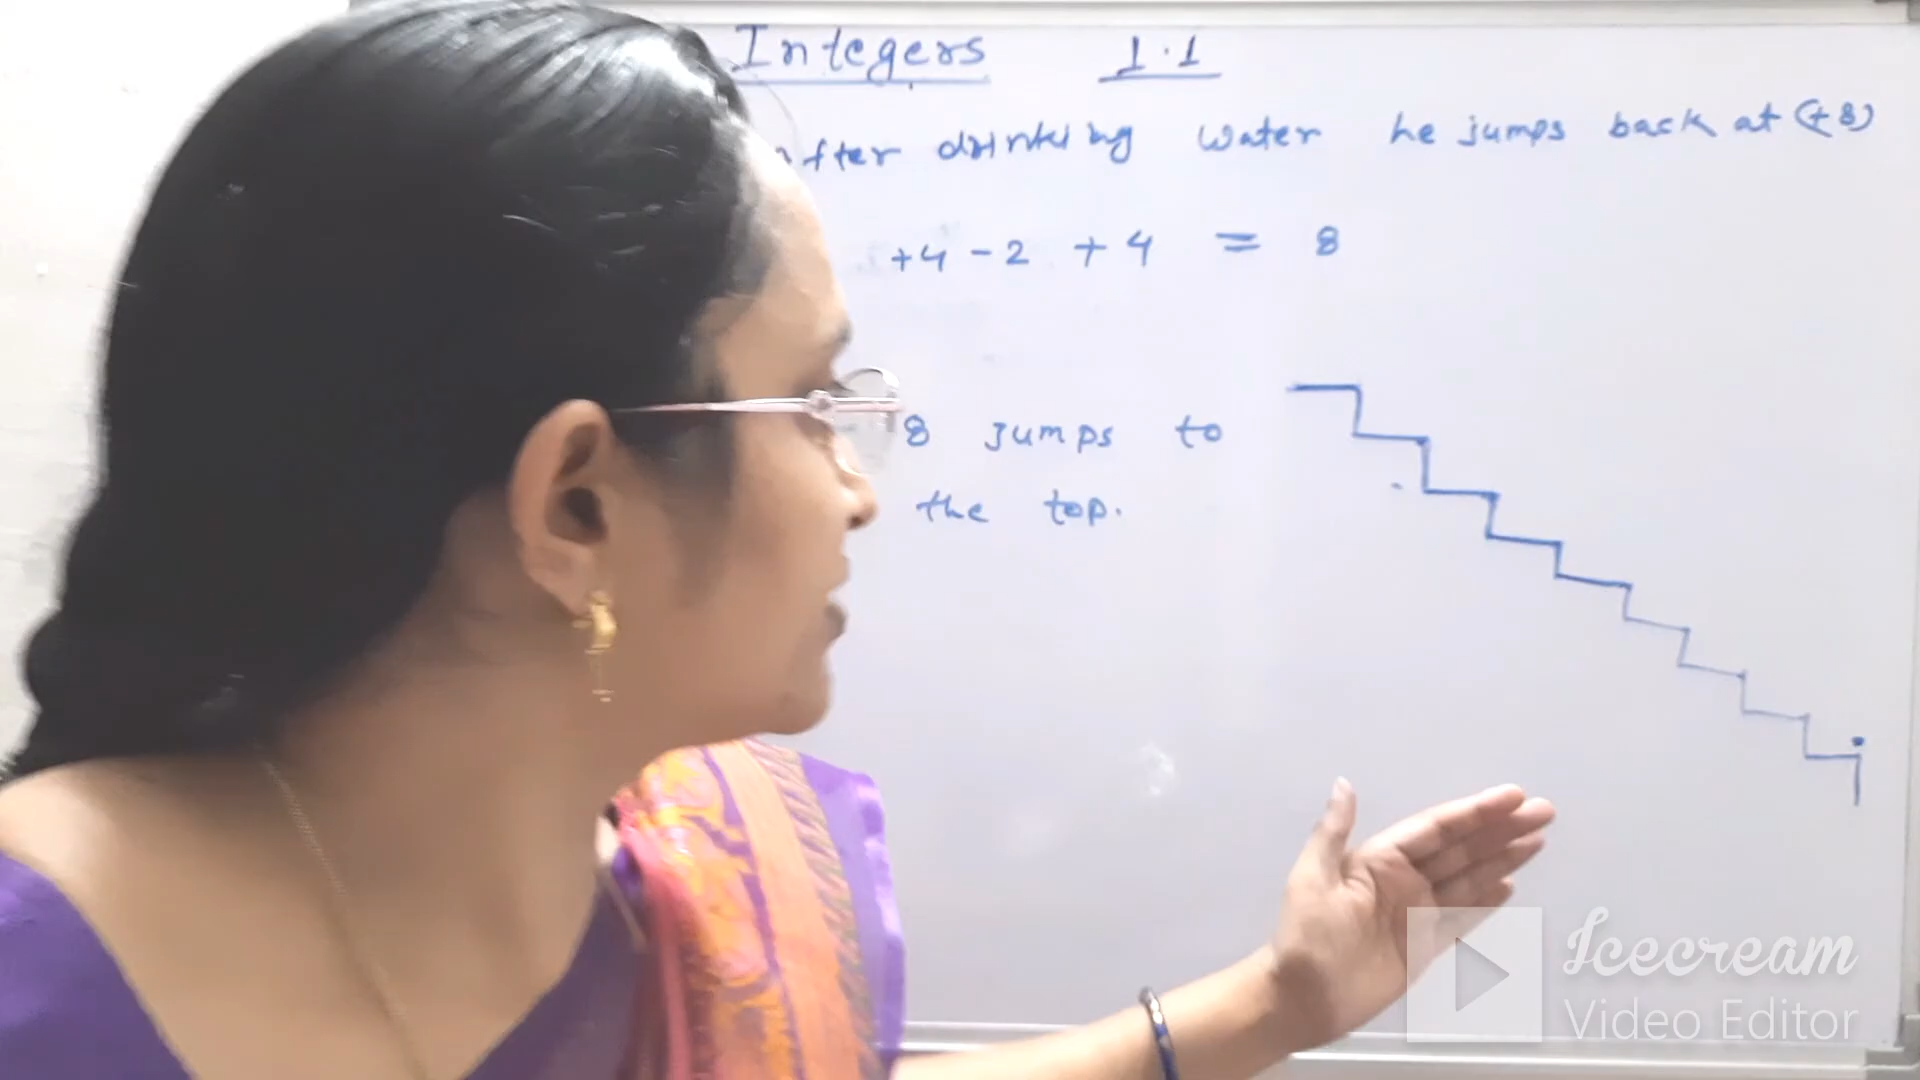 Integers 1.1
After drinking water he jumps back at (+8)
+4 - 2 + 4 = 8
8 jumps to
the top.
Icecream
Video Editor